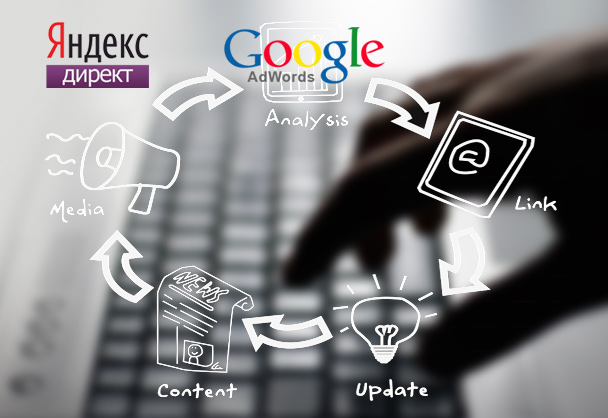 Яндекс
директ
Google
AdWords
Analysis
@
Link
Media
NEWS
Content
Update